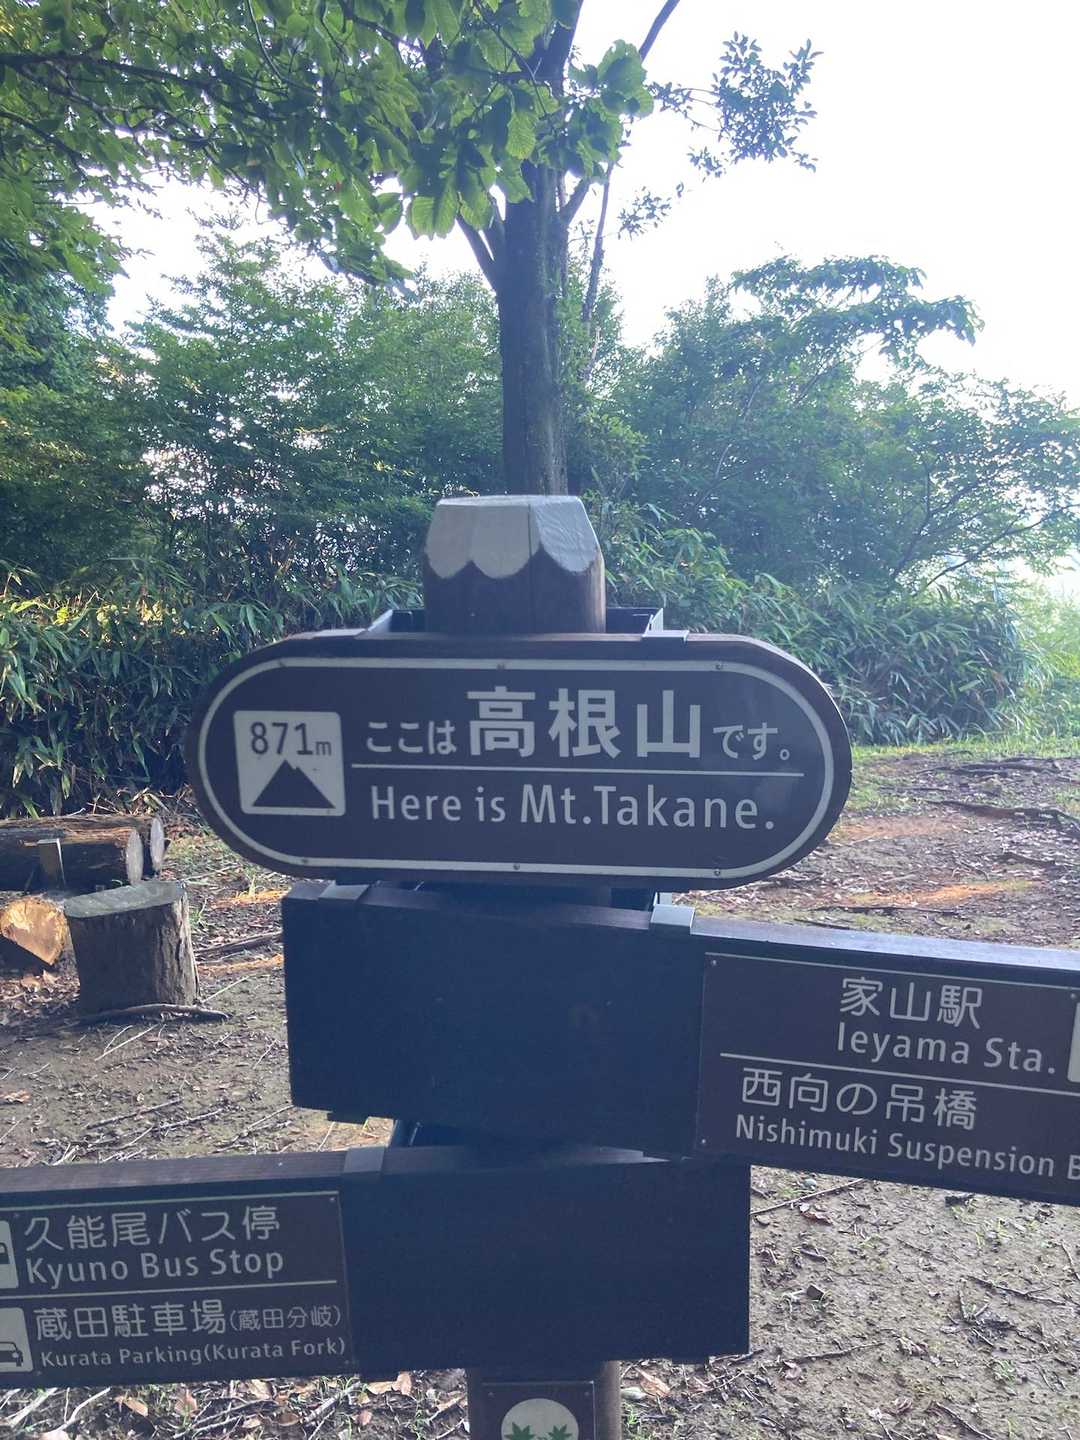 871m
ここは高根山です。
Here is Mt.Takane.
家山駅
Ieyama Sta.
西向の吊橋
Nishimuki Suspension
久能尾バス停
Kyuno Bus Stop
蔵田駐車場(蔵田分岐)
Kurata Parking(Kurata Fork)